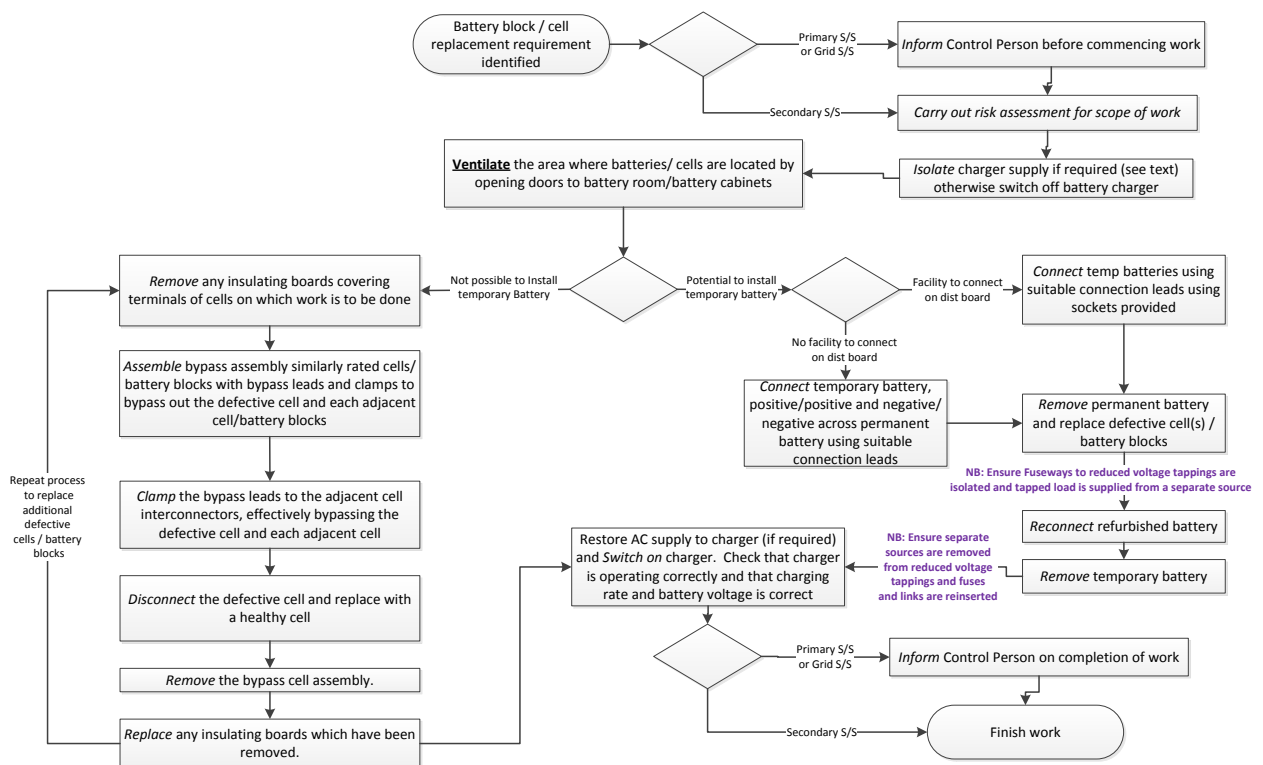 Battery block / cell
replacement requirement
identified
Primary S/S
or Grid S/S
Inform Control Person before commencing work
Secondary S/S
Carry out risk assessment for scope of work
Isolate charger supply if required (see text)
otherwise switch off battery charger
Ventilate the area where batteries/ cells are located by
opening doors to battery room/battery cabinets
Not possible to Install
temporary Battery
Potential to install
temporary battery
Facility to connect
on dist board
Connect temp batteries using
suitable connection leads using
sockets provided
No facility to connect
on dist board
Connect temporary battery,
positive/positive and negative/
negative across permanent
battery using suitable
connection leads
Remove permanent battery
and replace defective cell(s) /
battery blocks
NB: Ensure Fuseways to reduced voltage tappings are
isolated and tapped load is supplied from a separate source
Reconnect refurbished battery
Remove temporary battery
NB: Ensure separate
sources are removed
from reduced voltage
tappings and fuses
and links are reinserted
Remove any insulating boards covering
terminals of cells on which work is to be done
Assemble bypass assembly similarly rated cells/
battery blocks with bypass leads and clamps to
bypass out the defective cell and each adjacent
cell/battery blocks
Clamp the bypass leads to the adjacent cell
interconnectors, effectively bypassing the
defective cell and each adjacent cell
Disconnect the defective cell and replace with
a healthy cell
Remove the bypass cell assembly.
Replace any insulating boards which have been
removed.
Repeat process
to replace
additional
defective
cells / battery
blocks
Restore AC supply to charger (if required)
and Switch on charger. Check that charger
is operating correctly and that charging
rate and battery voltage is correct
Primary S/S
or Grid S/S
Inform Control Person on completion of work
Secondary S/S
Finish work